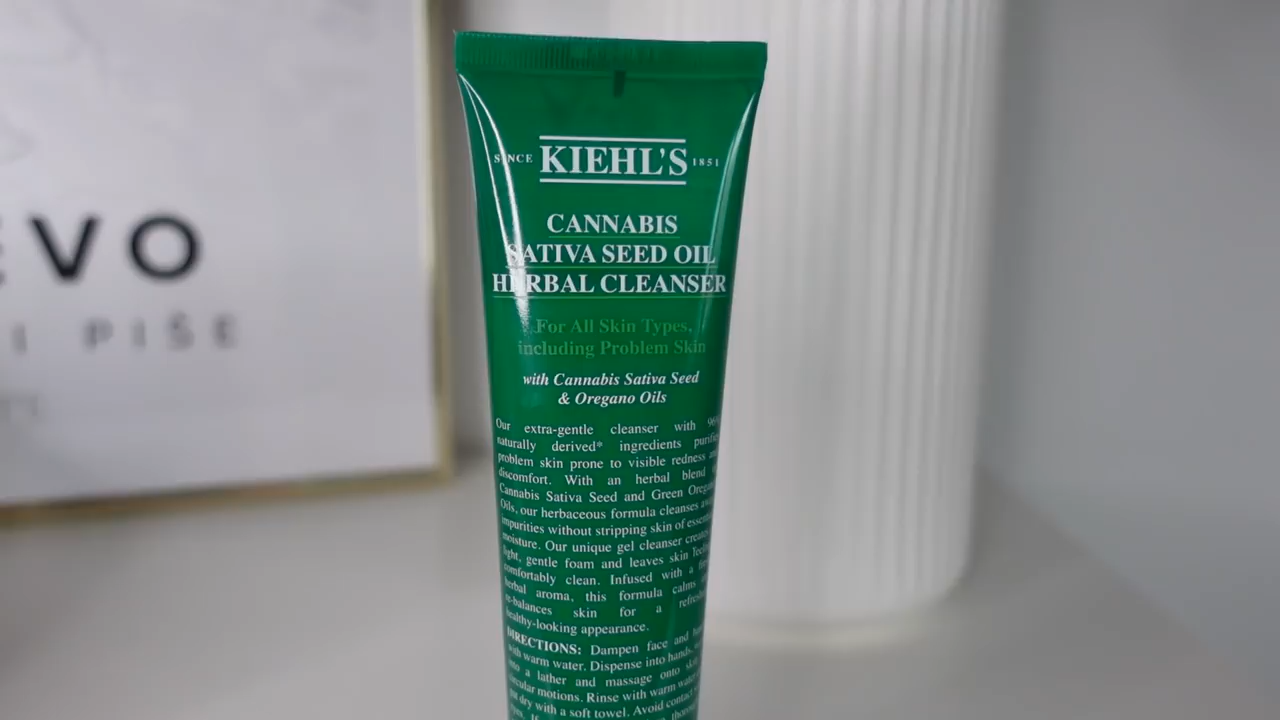 VO
I PIŠE
SINCE KIEHL'S 1851
CANNABIS
SATIVA SEED OIL
HERBAL CLEANSER
For All Skin Types,
including Problem Skin
with Cannabis Sativa Seed
& Oregano Oils
Our extra-gentle cleanser with
naturally derived* ingredients
problem skin prone to visible redness
discomfort. With an herbal blend
Cannabis Sativa Seed and Green
Oils, our herbaceous formula cleanses
impurities without stripping skin of
moisture. Our unique gel cleanser
light, gentle foam and leaves skin
comfortably clean. Infused with a
herbal aroma, this formula calms
re-balances skin for a
healthy-looking appearance.
DIRECTIONS: Dampen face and
with warm water. Dispense into hands,
into a lather and massage onto
circular motions. Rinse with warm
pat dry with a soft towel. Avoid contact